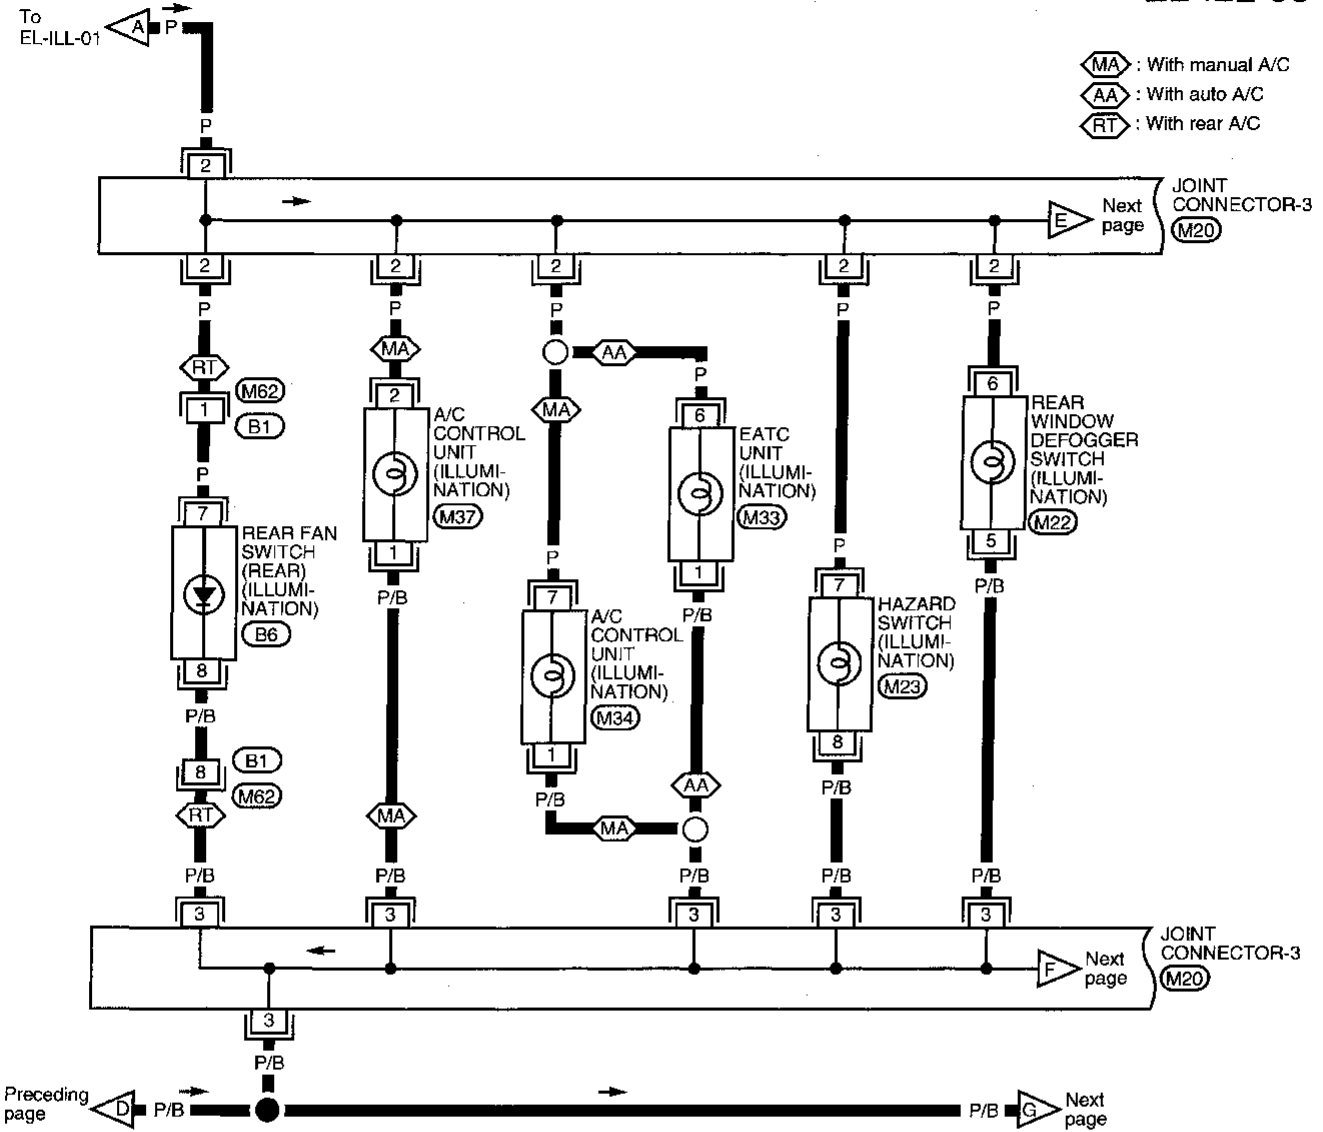 To
EL-ILL-01
A
P
P
MA : With manual A/C
AA : With auto A/C
RT : With rear A/C
2
JOINT
CONNECTOR-3
M20
E
Next
page
2
2
2
2
2
P
P
P
P
P
RT
MA
AA
MA
P
M62
1
B1
P
7
REAR FAN
SWITCH
(REAR)
(ILLUMI-
NATION)
B6
8
P/B
8
B1
M62
RT
P/B
2
A/C
CONTROL
UNIT
(ILLUMI-
NATION)
M37
1
P/B
MA
P/B
P
7
A/C
CONTROL
UNIT
(ILLUMI-
NATION)
M34
1
P/B
MA
6
EATC
UNIT
(ILLUMI-
NATION)
M33
1
P/B
AA
P/B
P
7
HAZARD
SWITCH
(ILLUMI-
NATION)
M23
8
P/B
P/B
6
REAR
WINDOW
DEFOGGER
SWITCH
(ILLUMI-
NATION)
M22
5
P/B
P/B
3
3
3
3
3
JOINT
CONNECTOR-3
M20
F
Next
page
3
P/B
Preceding
page
D
P/B
P/B
G
Next
page